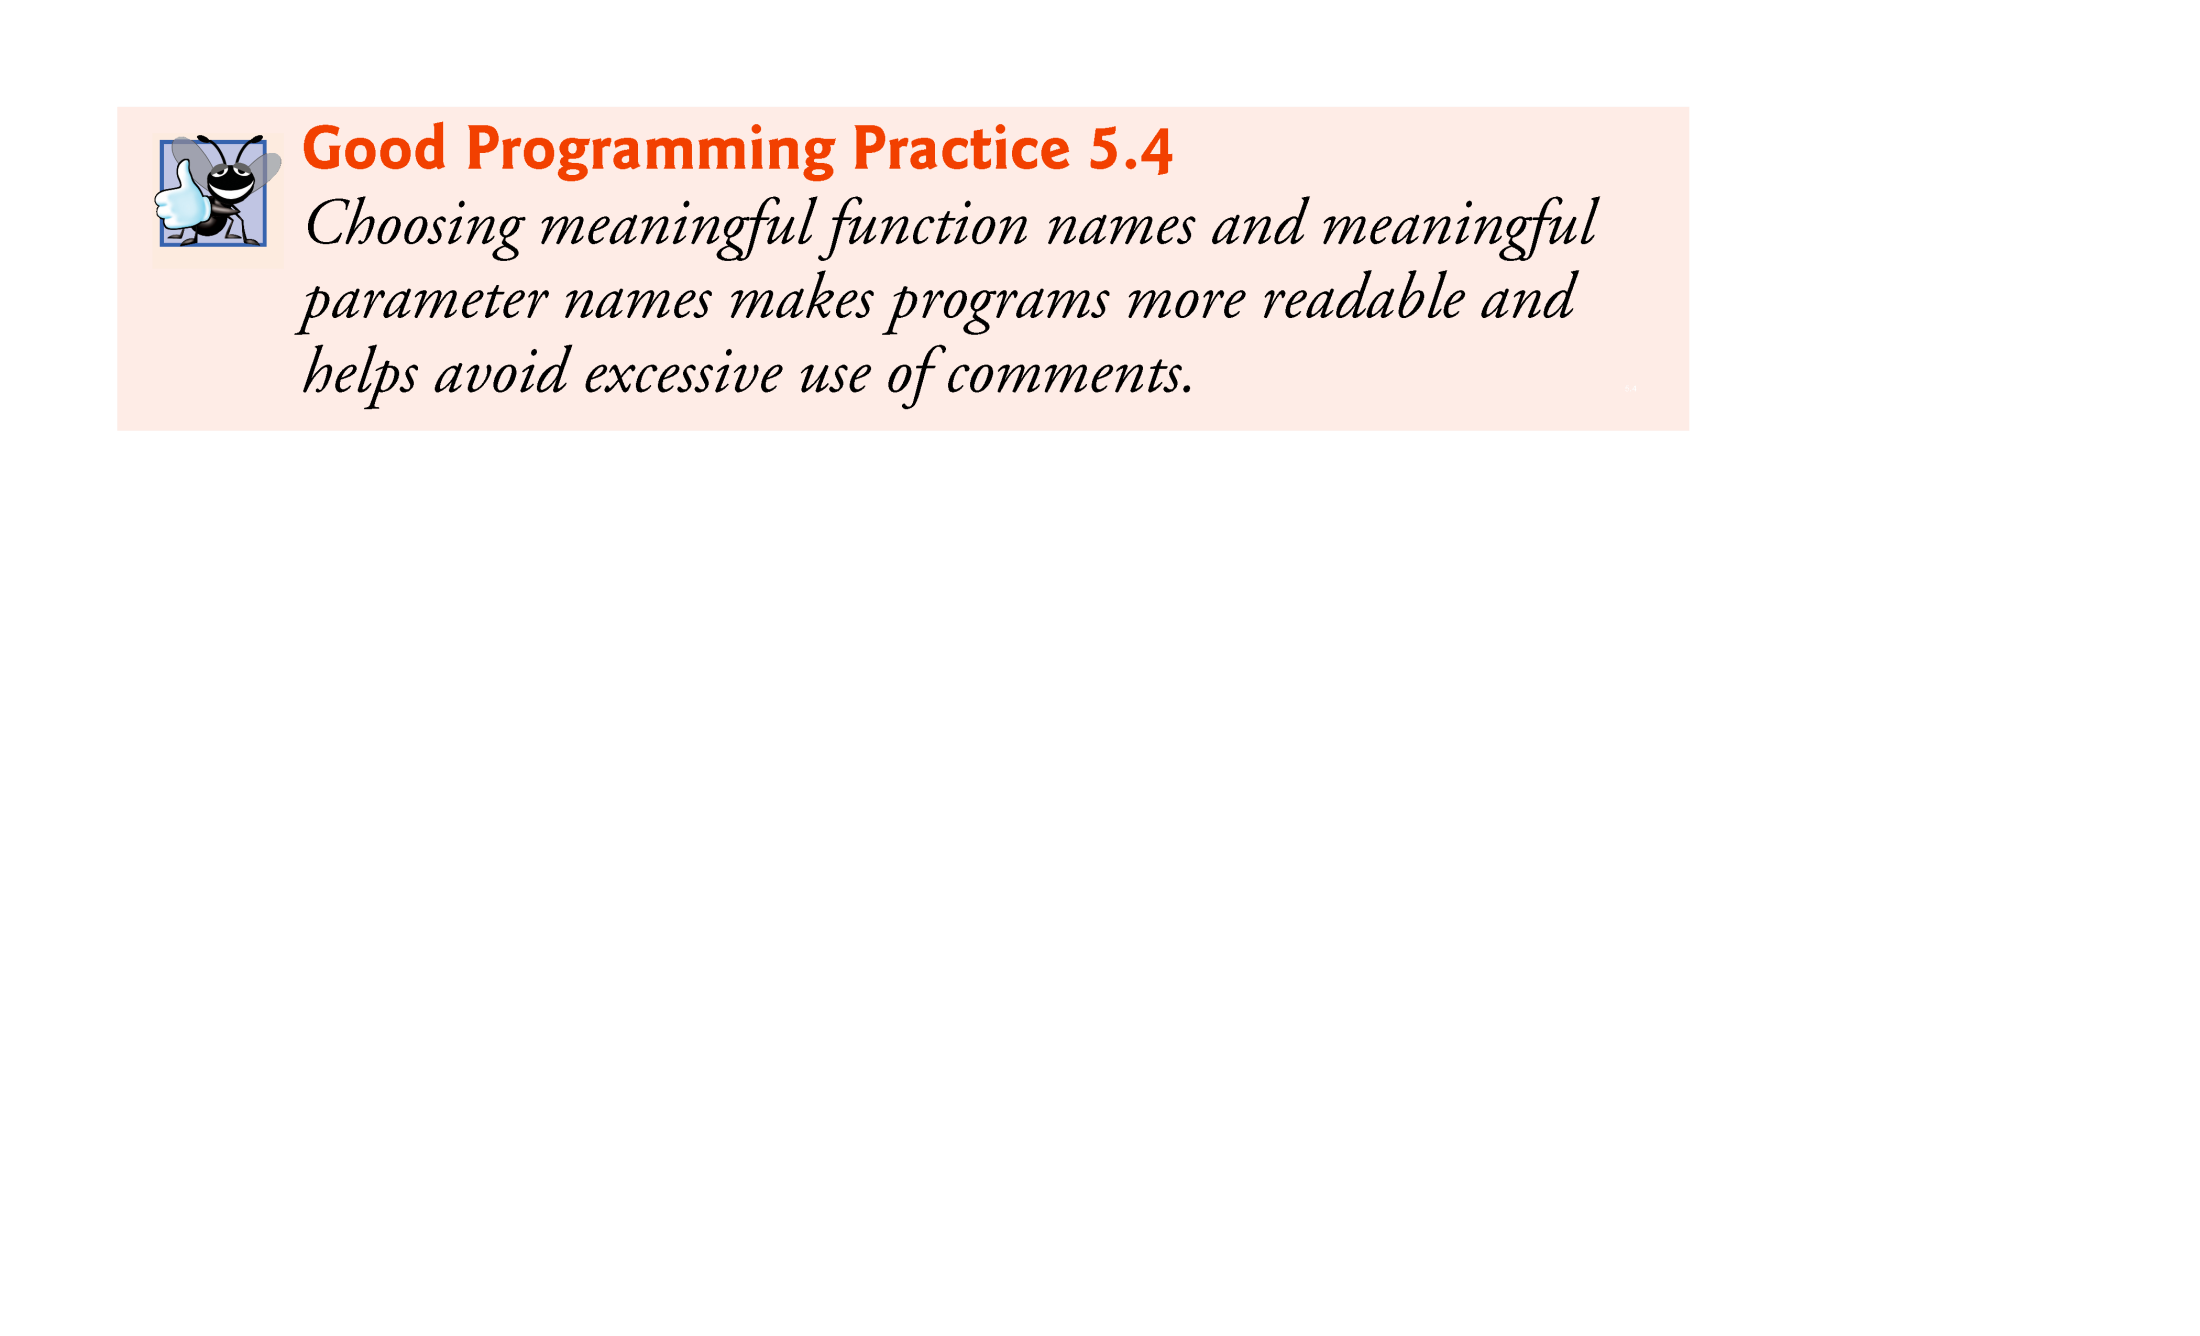 Good Programming Practice 5.4
Choosing meaningful function names and meaningful
parameter names makes programs more readable and
helps avoid excessive use of comments.